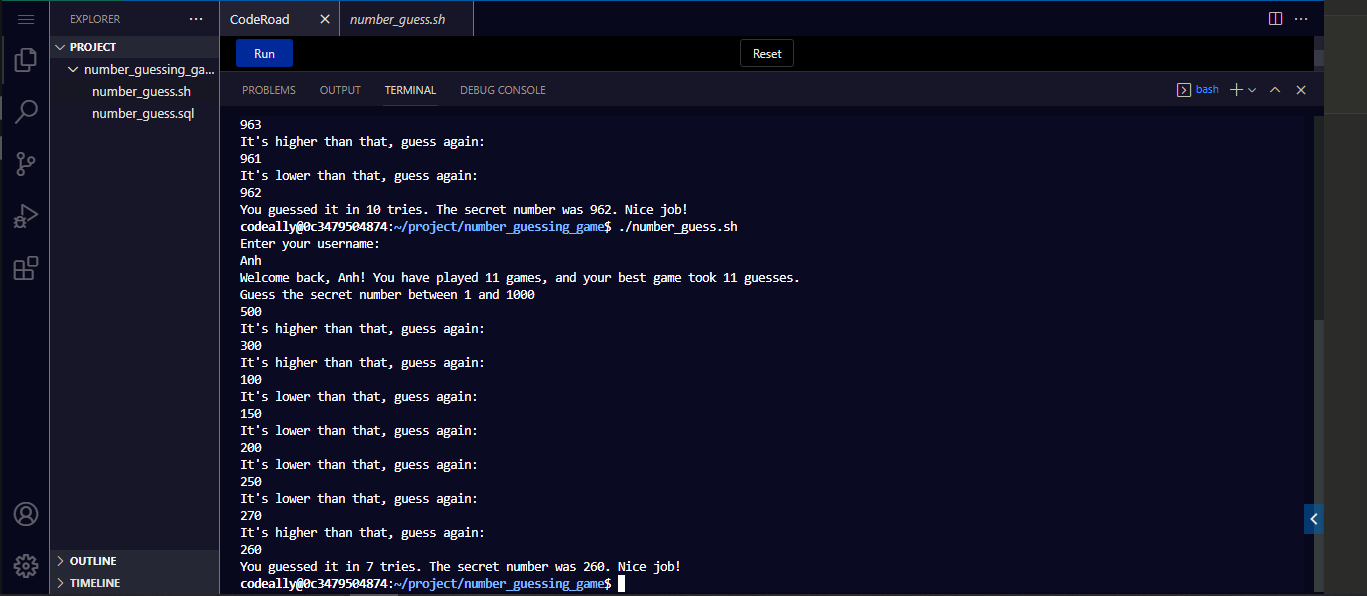 EXPLORER
CodeRoad
number_guess.sh
PROJECT
Run
Reset
number_guessing_ga...
number_guess.sh
number_guess.sql
PROBLEMS OUTPUT TERMINAL DEBUG CONSOLE
bash
963
It's higher than that, guess again:
961
It's lower than that, guess again:
962
You guessed it in 10 tries. The secret number was 962. Nice job!
codeally@0c3479504874:~/project/number_guessing_game$ ./number_guess.sh
Enter your username:
Anh
Welcome back, Anh! You have played 11 games, and your best game took 11 guesses.
Guess the secret number between 1 and 1000
500
It's higher than that, guess again:
300
It's higher than that, guess again:
100
It's lower than that, guess again:
150
It's lower than that, guess again:
200
It's lower than that, guess again:
250
It's lower than that, guess again:
270
It's higher than that, guess again:
260
You guessed it in 7 tries. The secret number was 260. Nice job!
codeally@0c3479504874:~/project/number_guessing_game$
OUTLINE
TIMELINE